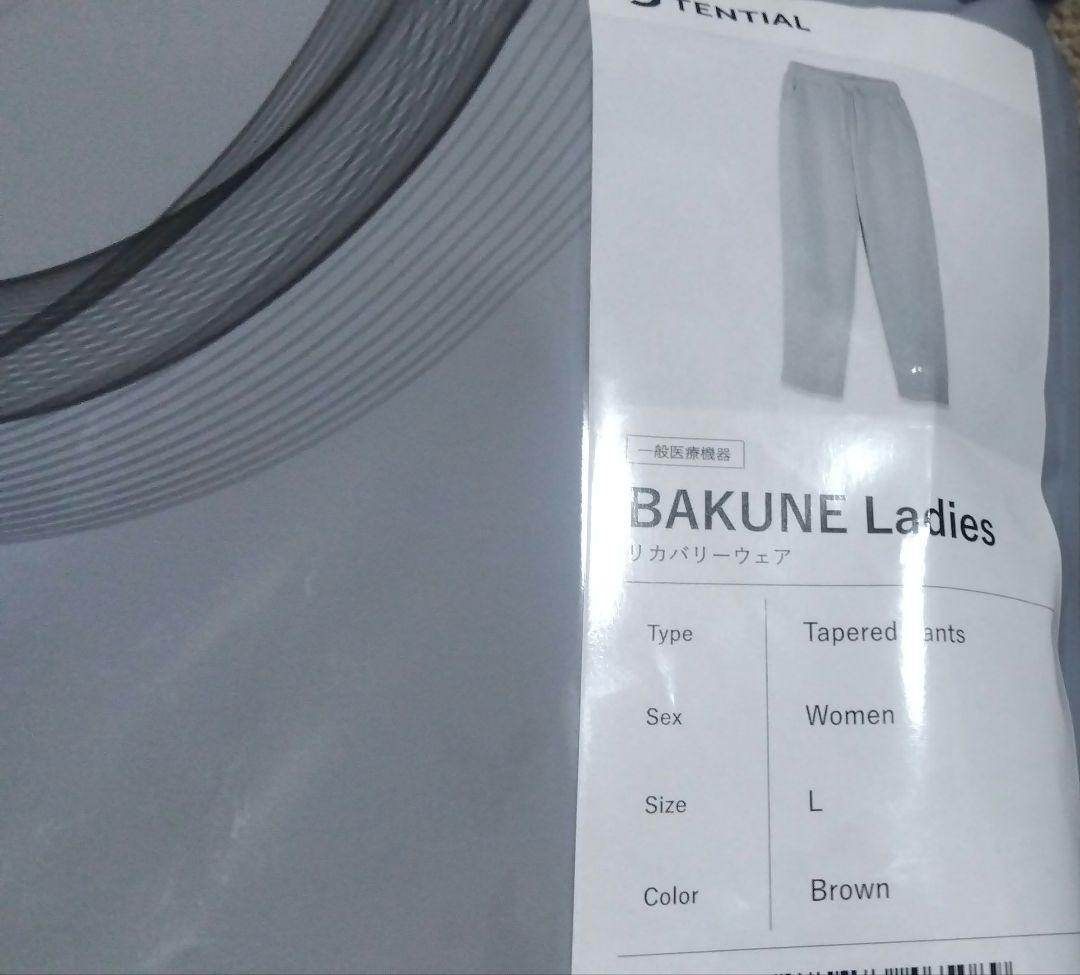 TENTIAL
一般医療機器
BAKUNE Ladies
リカバリーウェア
Type Tapered Pants
Sex Women
Size L
Color Brown